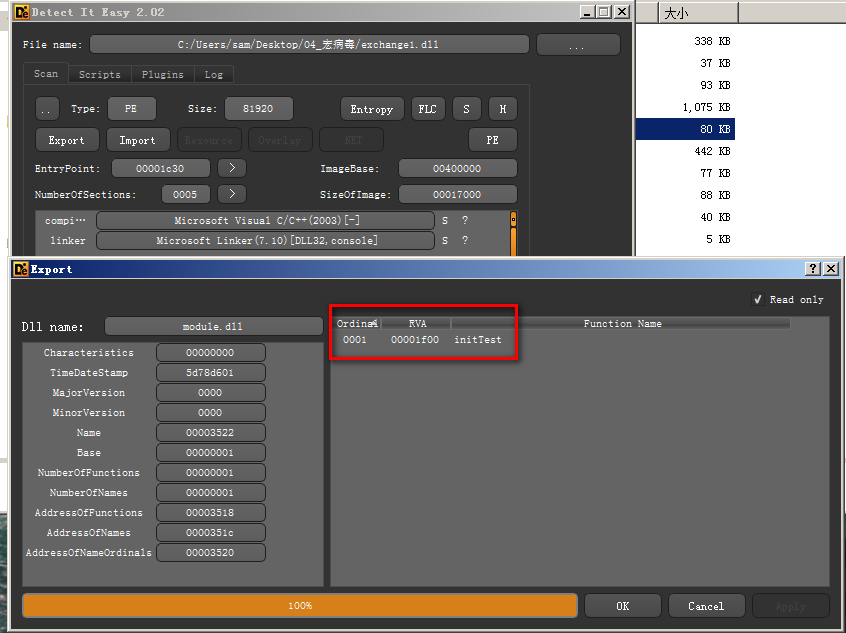 Detect It Easy 2.02
大小
File name: C:/Users/sam/Desktop/04_宏病毒/exchange1.dll ...
338 KB
Scan Scripts Plugins Log
37 KB
93 KB
.. Type: PE Size: 81920 Entropy FLC S H
1,075 KB
80 KB
Export Import Resource Overlay .NET PE
442 KB
EntryPoint: 00001c30 > ImageBase: 00400000
77 KB
NumberOfSections: 0005 > SizeOfImage: 00017000
88 KB
compi··· Microsoft Visual C/C++(2003)[-] S ?
40 KB
linker Microsoft Linker(7.10)[DLL32,console] S ?
5 KB
Export
Read only
Dll name: module.dll
RVA Function Name
0001 00001f00 initTest
Characteristics 00000000
TimeDateStamp 5d78d601
MajorVersion 0000
MinorVersion 0000
Name 00003522
Base 00000001
NumberOfFunctions 00000001
NumberOfNames 00000001
AddressOfFunctions 00003518
AddressOfNames 0000351c
AddressOfNameOrdinals 00003520
100% OK Cancel Apply